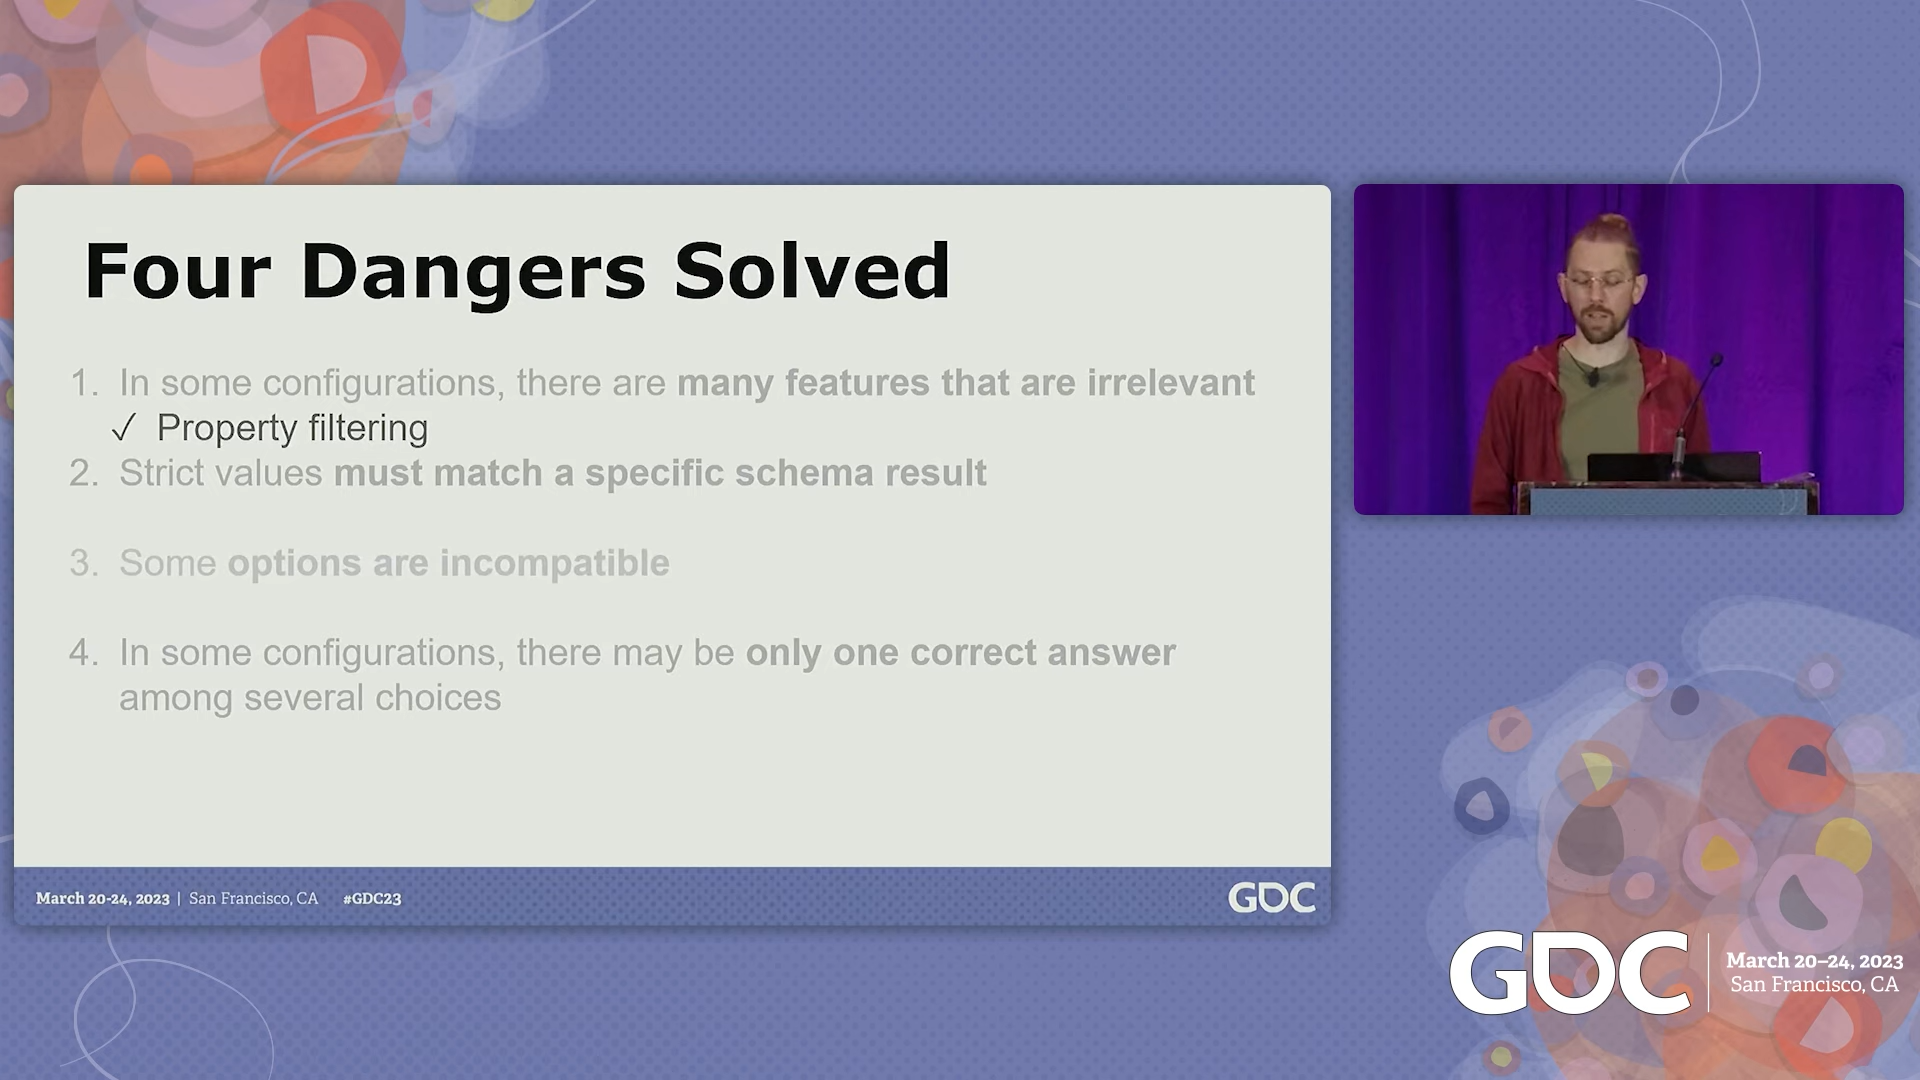 Four Dangers Solved
1. In some configurations, there are many features that are irrelevant
✓ Property filtering
2. Strict values must match a specific schema result
3. Some options are incompatible
4. In some configurations, there may be only one correct answer
among several choices
March 20-24, 2023 | San Francisco, CA #GDC23
GDC
GDC
March 20–24, 2023
San Francisco, CA